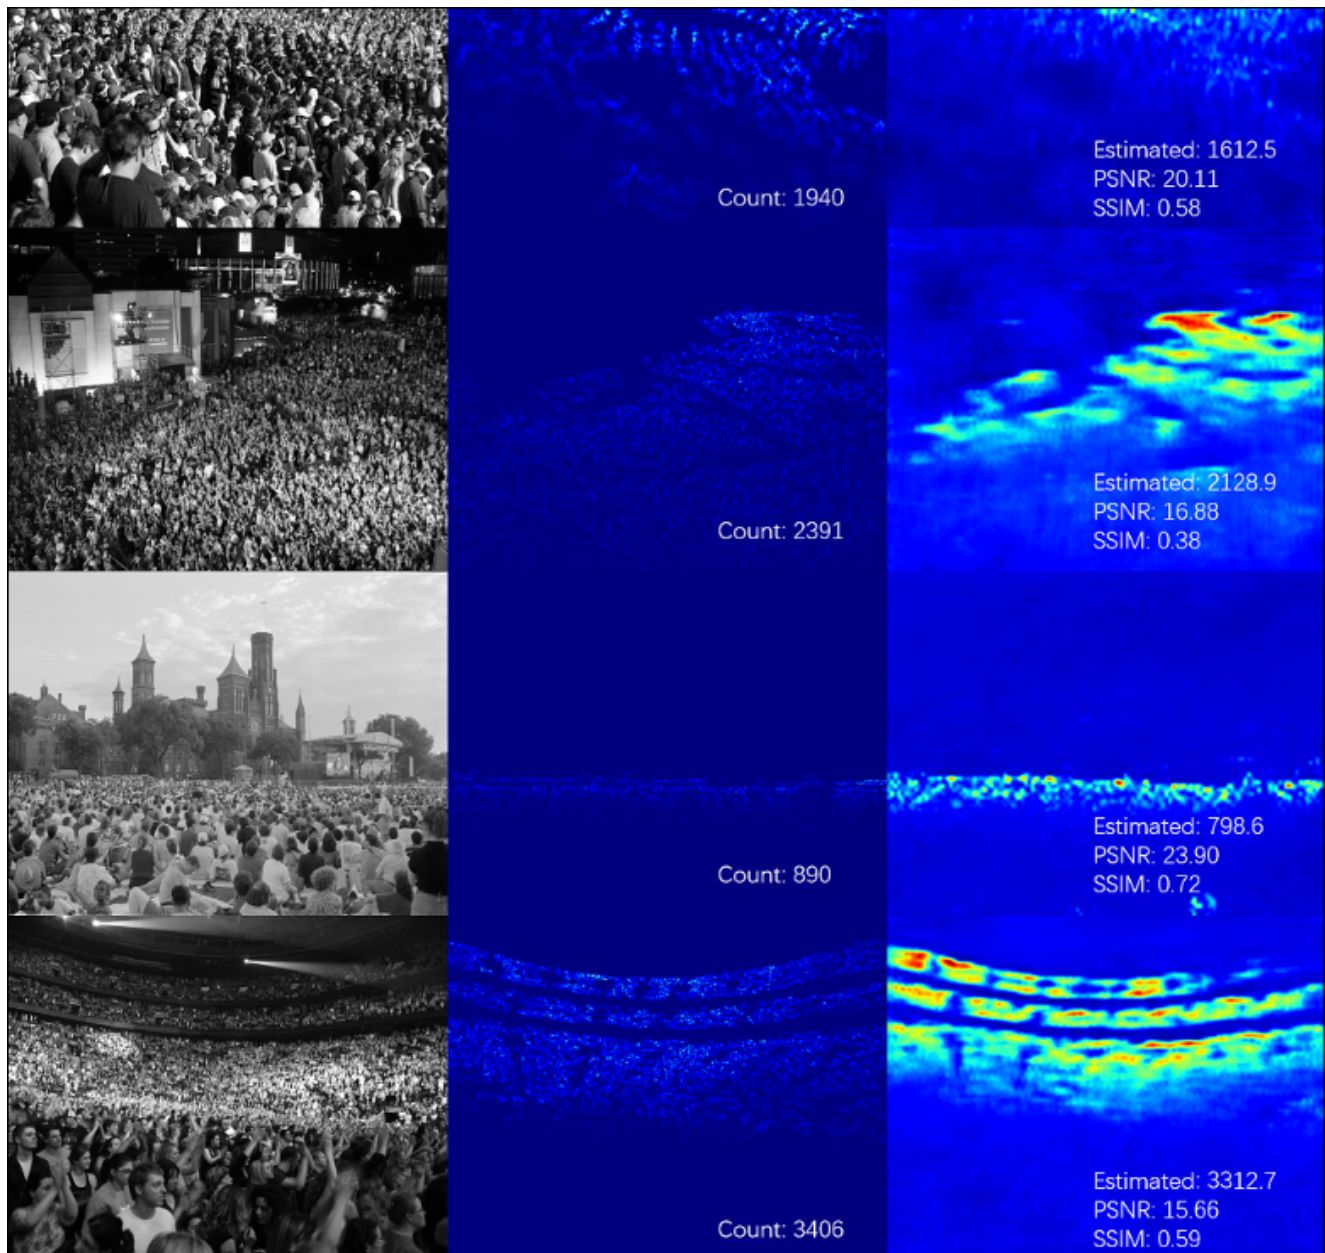 Count: 1940
Estimated: 1612.5
PSNR: 20.11
SSIM: 0.58
Count: 2391
Estimated: 2128.9
PSNR: 16.88
SSIM: 0.38
Count: 890
Estimated: 798.6
PSNR: 23.90
SSIM: 0.72
Count: 3406
Estimated: 3312.7
PSNR: 15.66
SSIM: 0.59